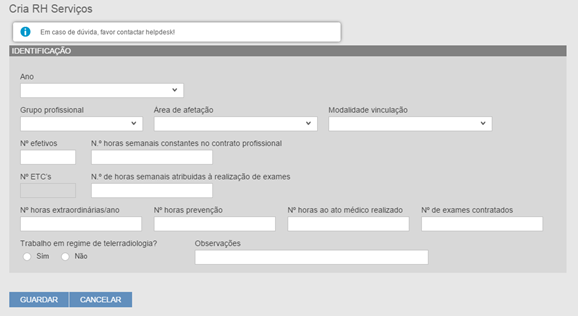 Cria RH Serviços
Em caso de dúvida, favor contactar helpdesk!
IDENTIFICAÇÃO
Ano
Grupo profissional Area de afetação Modalidade vinculação
Nº efetivos N.º horas semanais constantes no contrato profissional
Nº ETC's N.º de horas semanais atribuidas à realização de exames
Nº horas extraordinárias/ano Nº horas prevenção Nº horas ao ato médico realizado Nº de exames contratados
Trabalho em regime de telerradiologia? Observações
Sim Não
GUARDAR CANCELAR